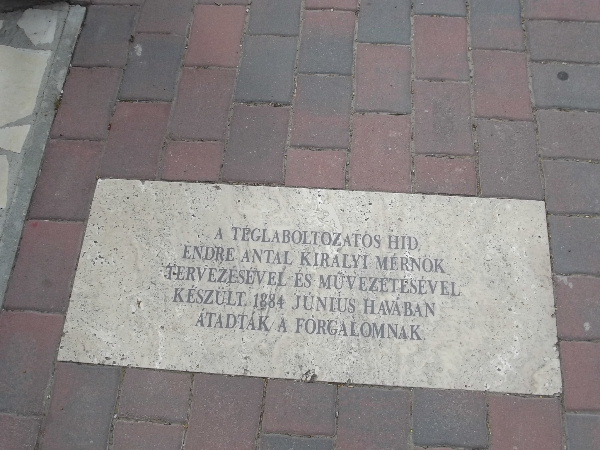 A TÉGLABOLTOZATOS HÍD,
ENDRE ANTAL KIRÁLYI MÉRNÖK
TERVEZÉSÉVEL ÉS MŰVEZETÉSÉVEL
KÉSZÜLT. 1884 JÚNIUS HAVÁBAN
ÁTADTÁK A FORGALOMNAK.